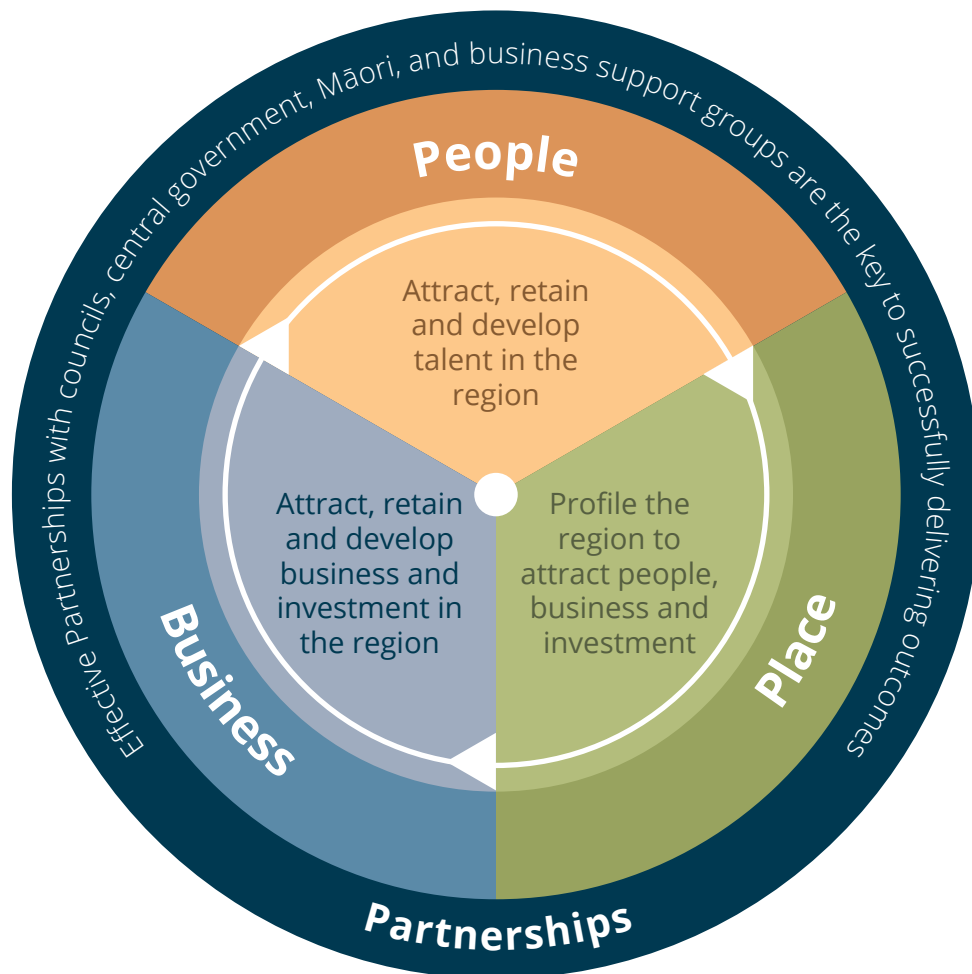 Effective Partnerships with councils, central government, Māori, and business support groups are the key to successfully delivering outcomes
People
Attract, retain
and develop
talent in the
region
Attract, retain
and develop
business and
investment in
the region
Business
Profile the
region to
attract people,
business and
investment
Place
Partnerships